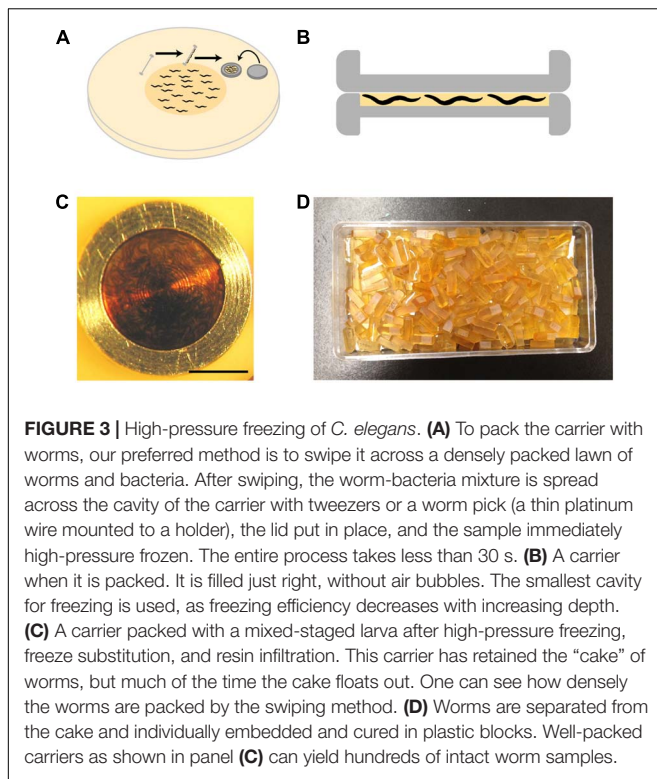 A
B
C
D
FIGURE 3 | High-pressure freezing of C. elegans. (A) To pack the carrier with
worms, our preferred method is to swipe it across a densely packed lawn of
worms and bacteria. After swiping, the worm-bacteria mixture is spread
across the cavity of the carrier with tweezers or a worm pick (a thin platinum
wire mounted to a holder), the lid put in place, and the sample immediately
high-pressure frozen. The entire process takes less than 30 s. (B) A carrier
when it is packed. It is filled just right, without air bubbles. The smallest cavity
for freezing is used, as freezing efficiency decreases with increasing depth.
(C) A carrier packed with a mixed-staged larva after high-pressure freezing,
freeze substitution, and resin infiltration. This carrier has retained the “cake” of
worms, but much of the time the cake floats out. One can see how densely
the worms are packed by the swiping method. (D) Worms are separated from
the cake and individually embedded and cured in plastic blocks. Well-packed
carriers as shown in panel (C) can yield hundreds of intact worm samples.